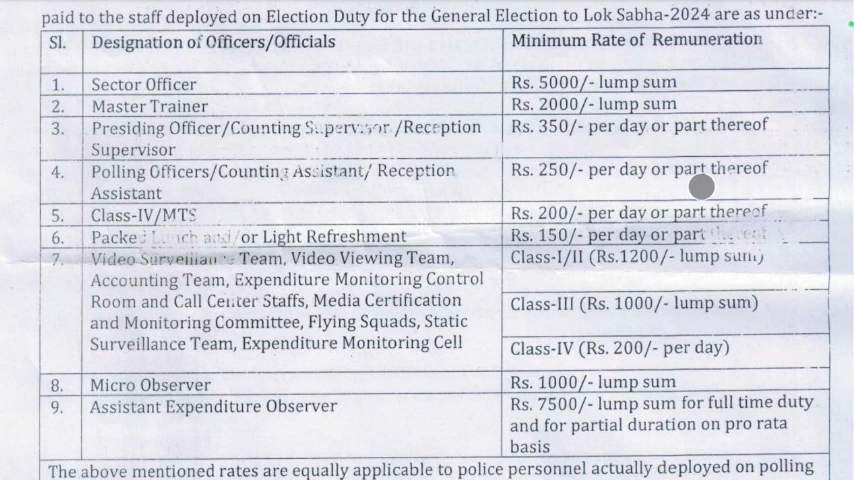 paid to the staff deployed on Election Duty for the General Election to Lok Sabha-2024 are as under:-
Sl. Designation of Officers/Officials Minimum Rate of Remuneration
1. Sector Officer Rs. 5000/- lump sum
2. Master Trainer Rs. 2000/- lump sum
3. Presiding Officer/Counting Supervisor /Reception Rs. 350/- per day or part thereof
Supervisor
4. Polling Officers/Counting Assistant/ Reception Rs. 250/- per day or part thereof
Assistant
5. Class-IV/MTS Rs. 200/- per day or part thereof
6. Packed Lunch and/or Light Refreshment Rs. 150/- per day or part thereof
7. Video Surveillance Team, Video Viewing Team, Class-I/II (Rs.1200/- lump sum)
Accounting Team, Expenditure Monitoring Control
Room and Call Center Staffs, Media Certification Class-III (Rs. 1000/- lump sum)
and Monitoring Committee, Flying Squads, Static
Surveillance Team, Expenditure Monitoring Cell Class-IV (Rs. 200/- per day)
8. Micro Observer Rs. 1000/- lump sum
9. Assistant Expenditure Observer Rs. 7500/- lump sum for full time duty
and for partial duration on pro rata
basis
The above mentioned rates are equally applicable to police personnel actually deployed on polling